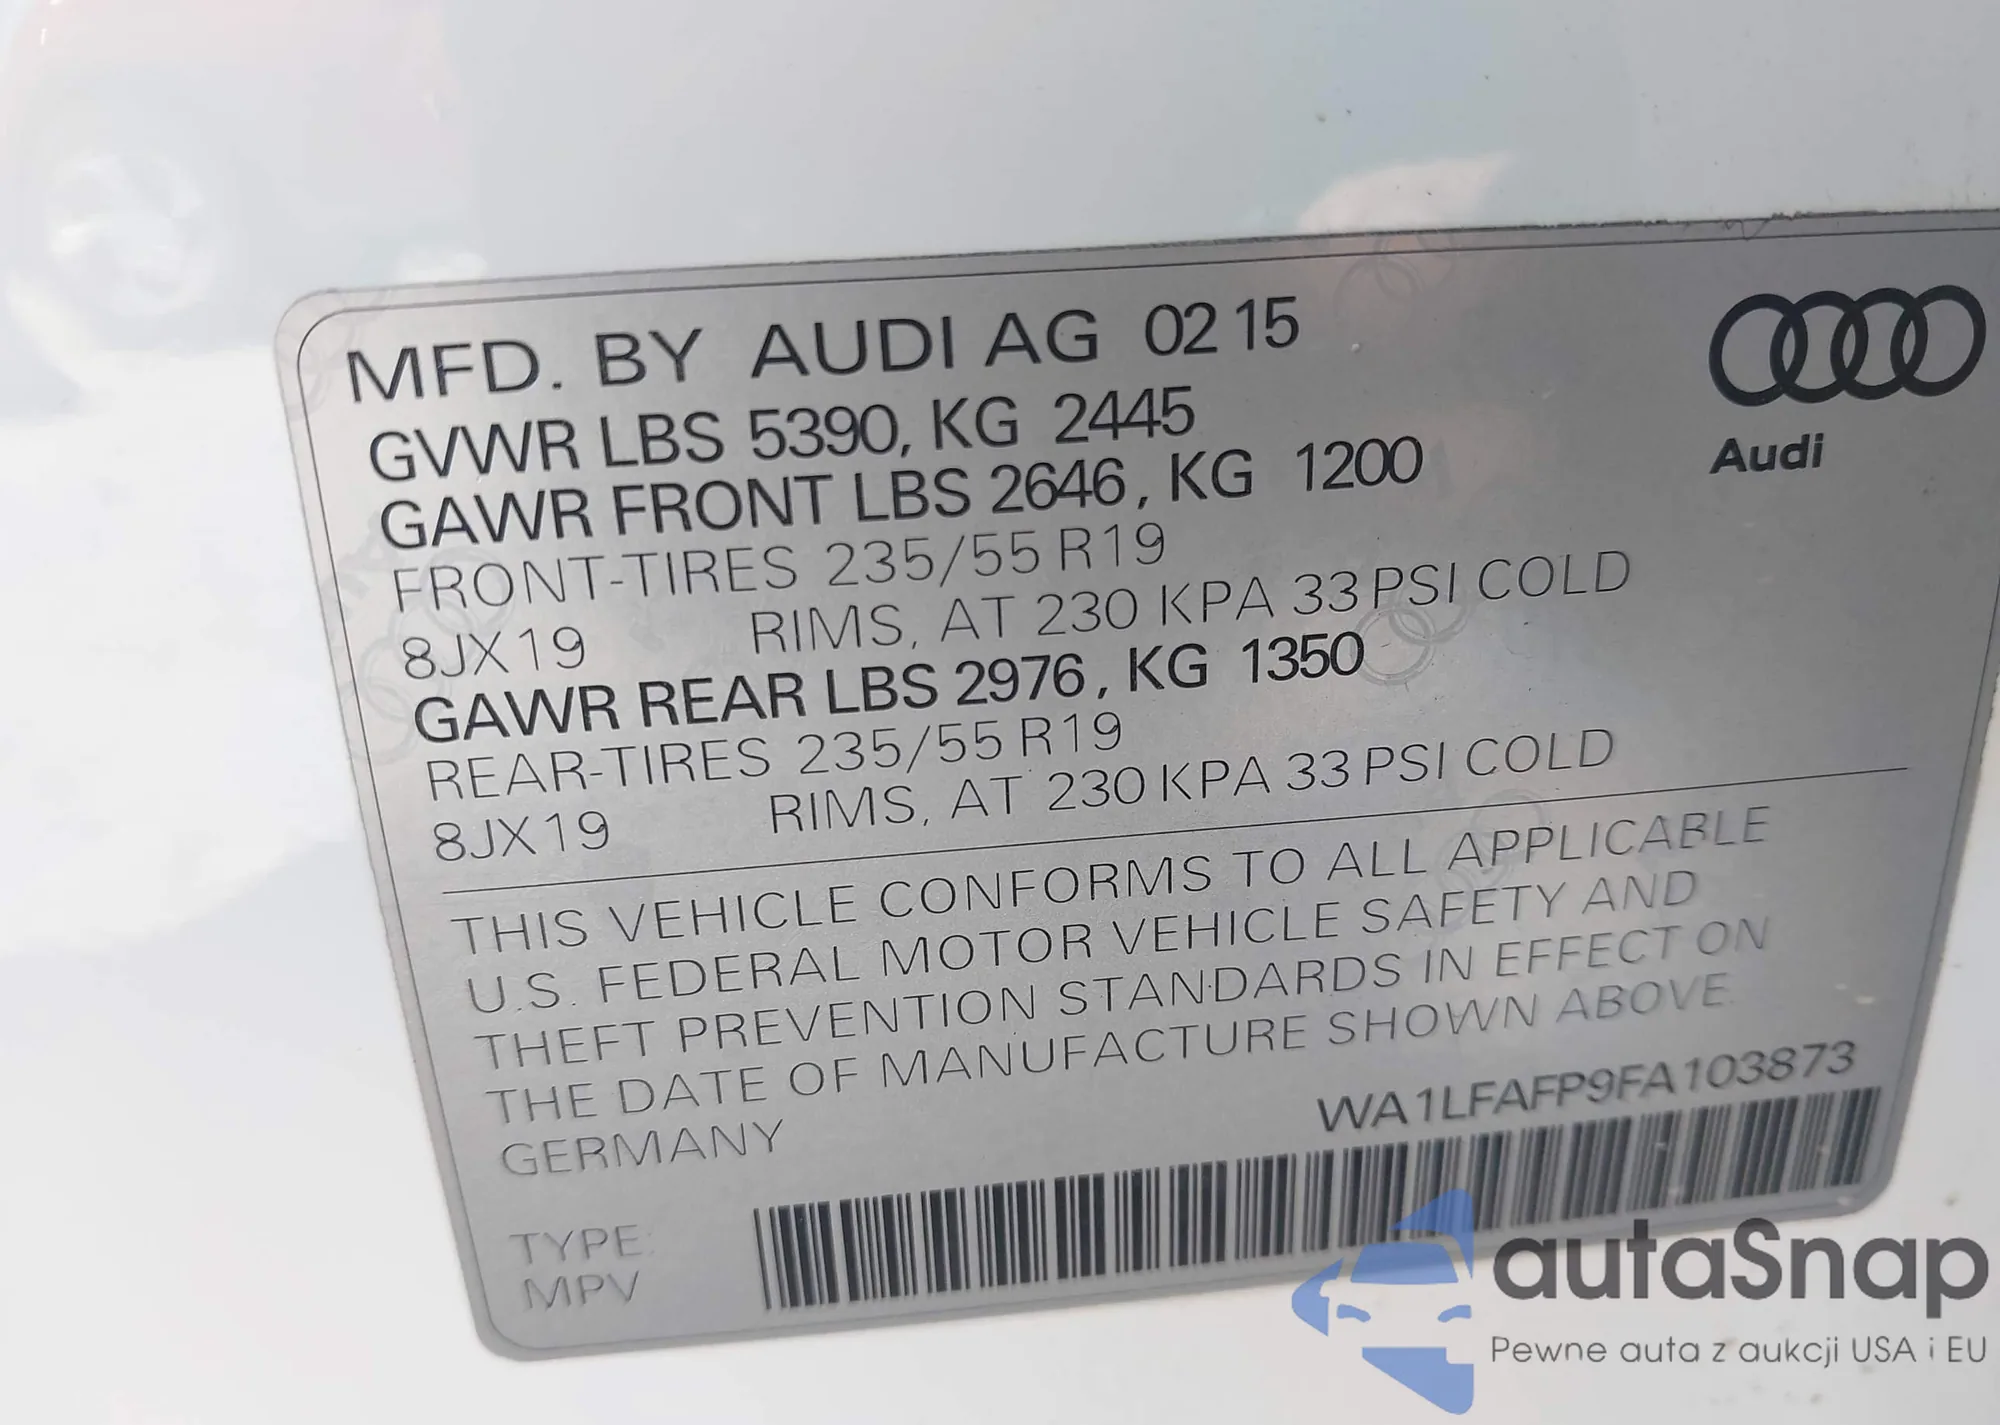 MFD. BY AUDI AG 02 15
GVWR LBS 5390, KG 2445
GAWR FRONT LBS 2646, KG 1200
FRONT-TIRES 235/55 R19
8JX19 RIMS, AT 230 KPA 33 PSI COLD
GAWR REAR LBS 2976, KG 1350
REAR-TIRES 235/55 R19
8JX19 RIMS, AT 230 KPA 33 PSI COLD
Audi
THIS VEHICLE CONFORMS TO ALL APPLICABLE
U.S. FEDERAL MOTOR VEHICLE SAFETY AND
THEFT PREVENTION STANDARDS IN EFFECT ON
THE DATE OF MANUFACTURE SHOWN ABOVE.
GERMANY
WA1LFAFP9FA103873
TYPE:
MPV
autaSnap
Pewne auta z aukcji USA i EU